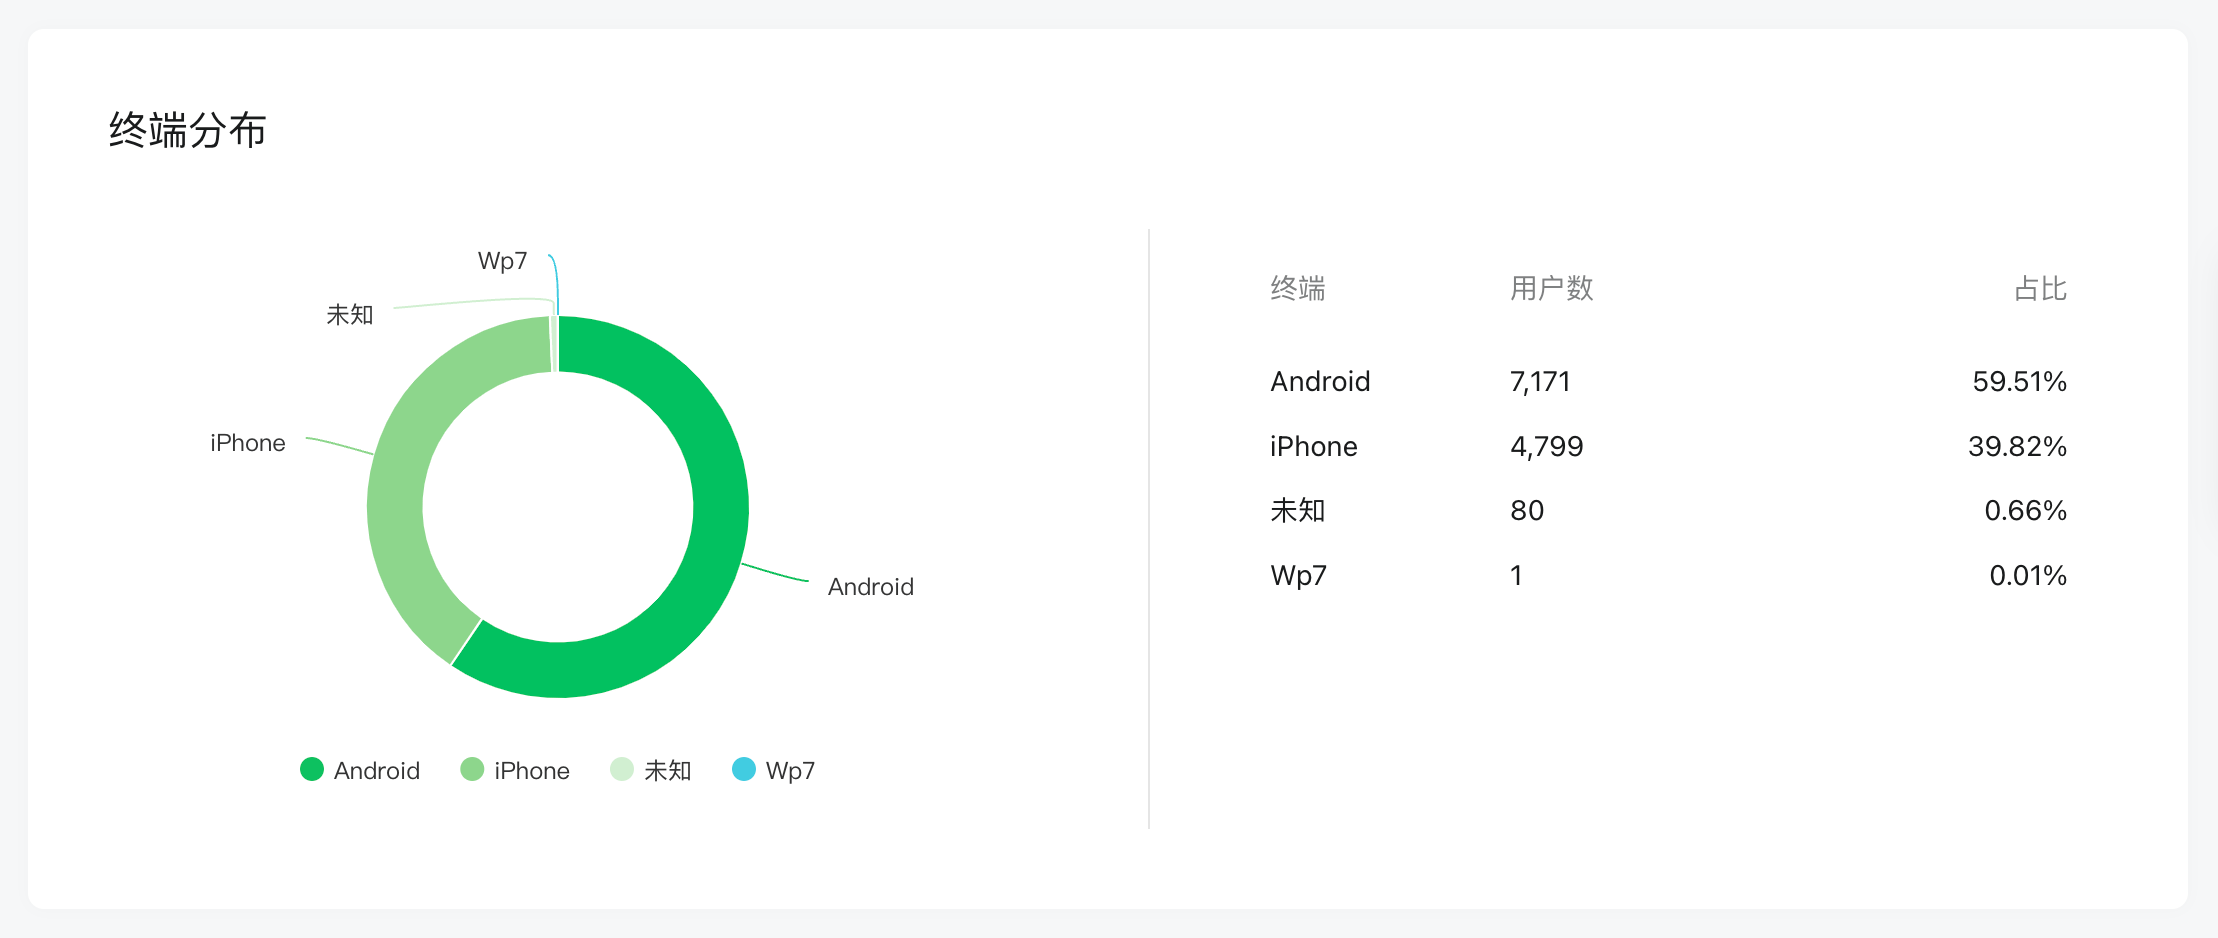 终端分布
Wp7
未知
iPhone
Android
Android iPhone 未知 Wp7
终端 用户数 占比
Android 7,171 59.51%
iPhone 4,799 39.82%
未知 80 0.66%
Wp7 1 0.01%